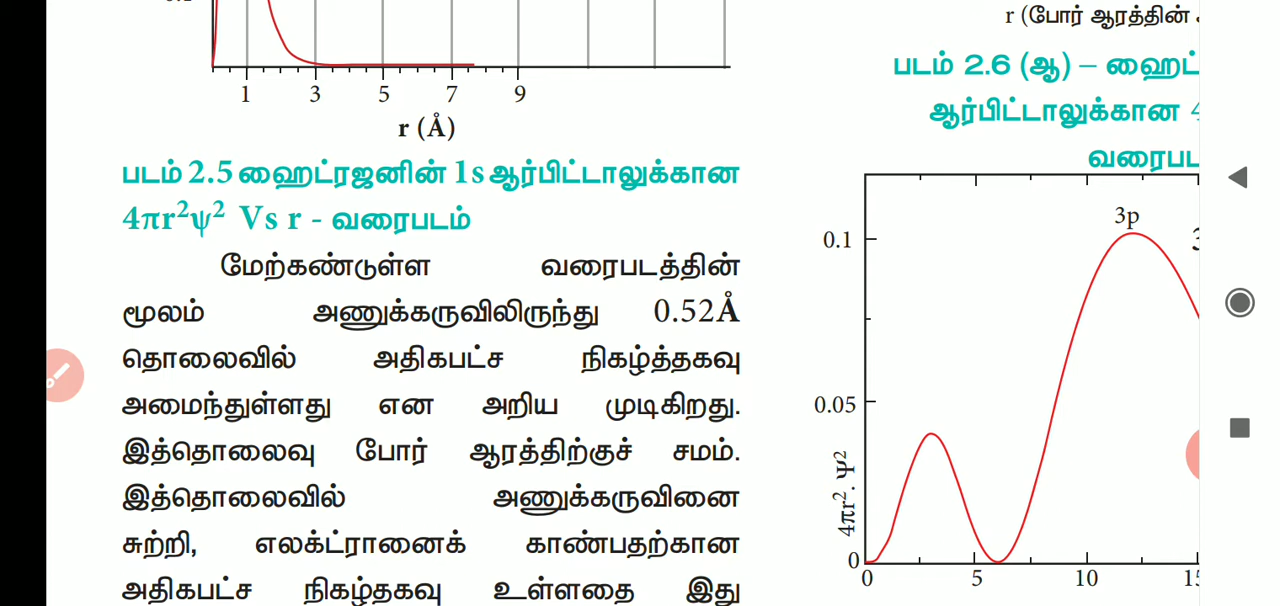 1 3 5 7 9
r (Å)
படம் 2.5 ஹைட்ரஜனின் 1s ஆர்பிட்டாலுக்கான
4πr²ψ² Vs r - வரைபடம்
மேற்கண்டுள்ள வரைபடத்தின்
மூலம் அணுக்கருவிலிருந்து 0.52Å
தொலைவில் அதிகபட்ச நிகழ்த்தகவு
அமைந்துள்ளது என அறிய முடிகிறது.
இத்தொலைவு போர் ஆரத்திற்குச் சமம்.
இத்தொலைவில் அணுக்கருவினை
சுற்றி, எலக்ட்ரானைக் காண்பதற்கான
அதிகபட்ச நிகழ்தகவு உள்ளதை இது
r (போர் ஆரத்தின்
படம் 2.6 (ஆ) – ஹைட்
ஆர்பிட்டாலுக்கான 4
வரைபட
3p
0.1
0.05
4πr². Ψ²
0
0 5 10 15